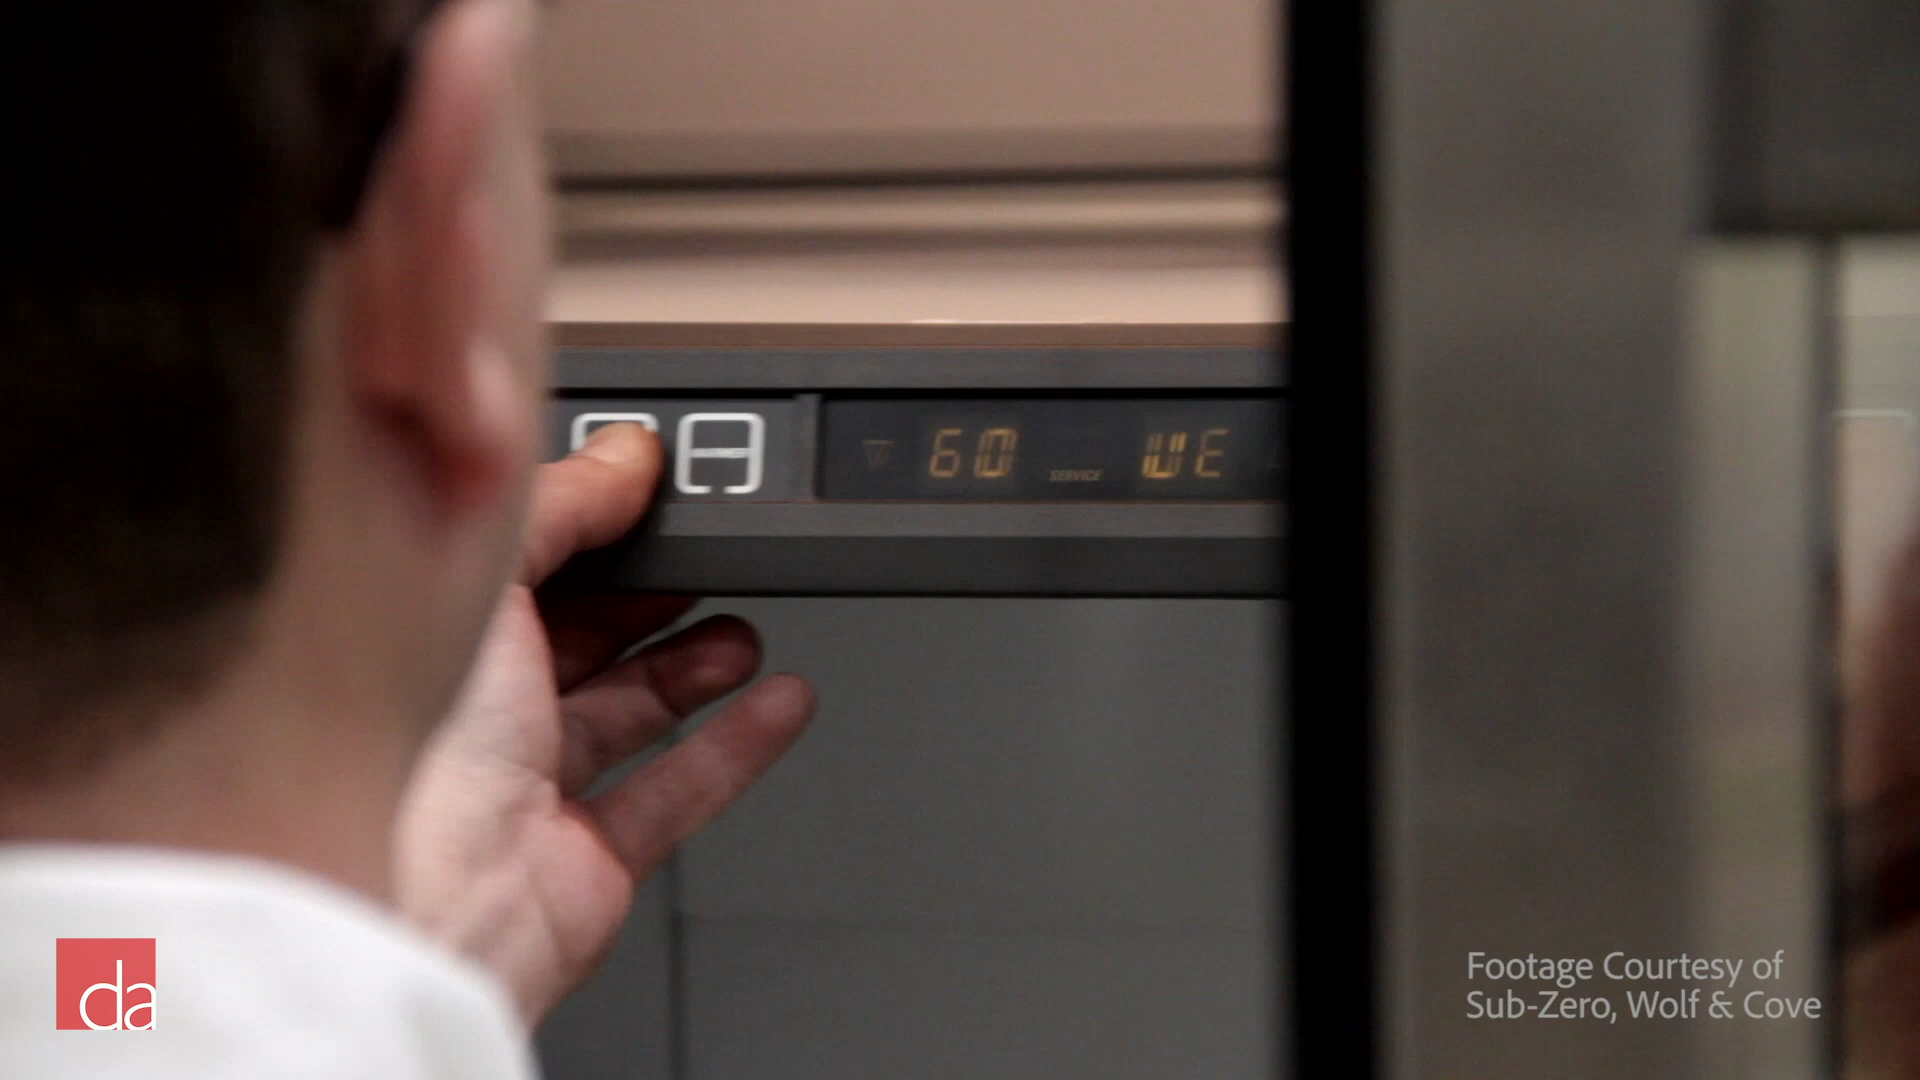 60
SERVICE
da
Footage Courtesy of
Sub-Zero, Wolf & Cove